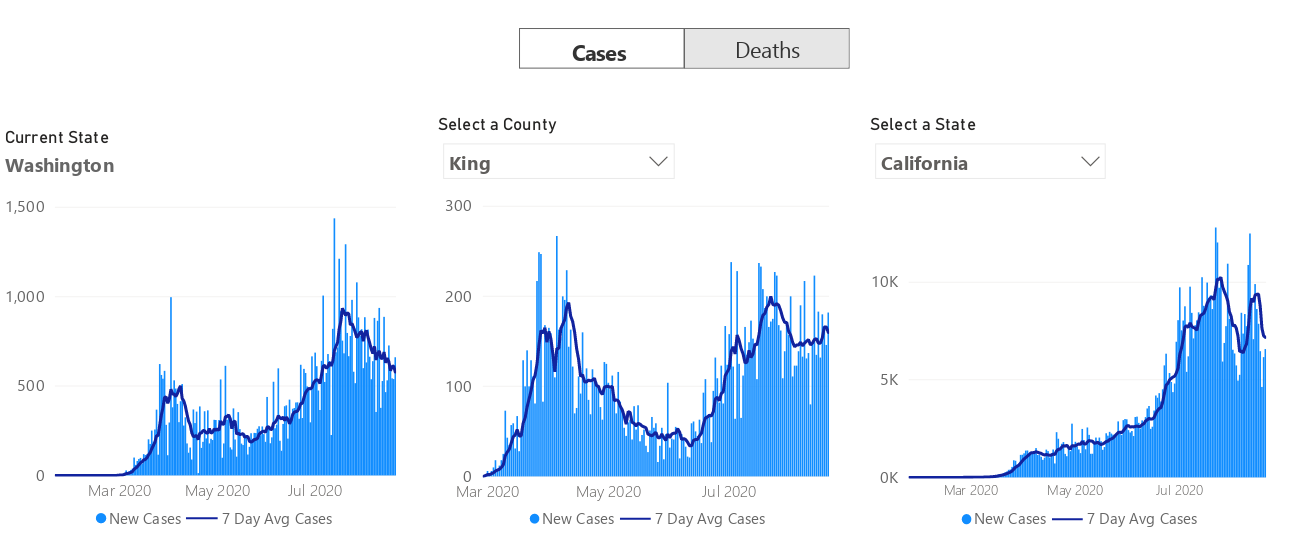 Cases Deaths
Current State
Washington
1,500
1,000
500
0
Mar 2020 May 2020 Jul 2020
New Cases 7 Day Avg Cases
Select a County
King
300
200
100
0
Mar 2020 May 2020 Jul 2020
New Cases 7 Day Avg Cases
Select a State
California
10K
5K
0K
Mar 2020 May 2020 Jul 2020
New Cases 7 Day Avg Cases